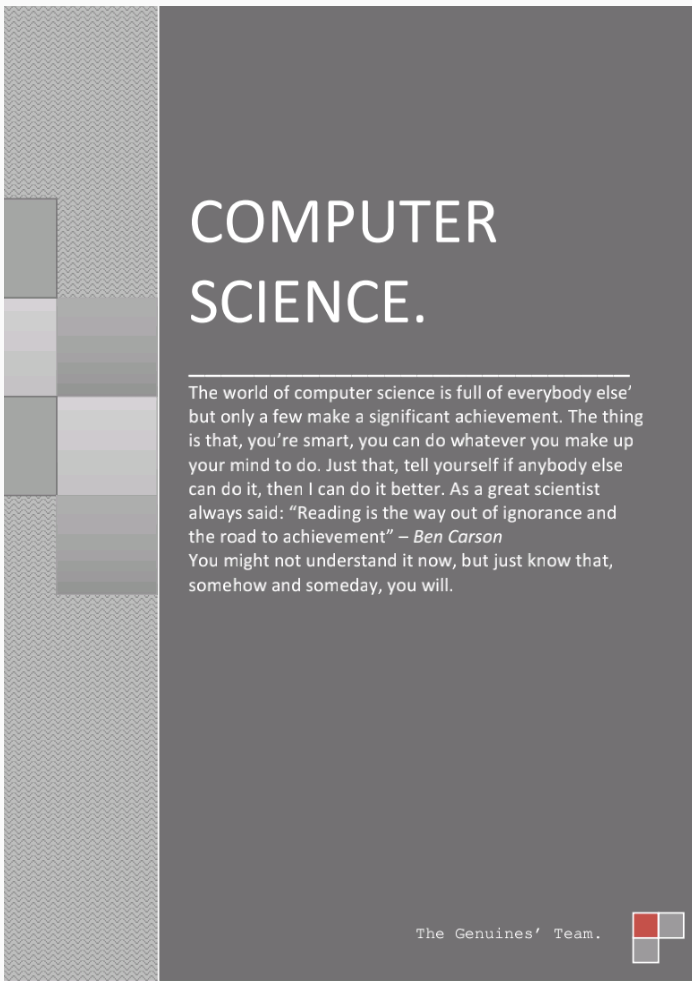 COMPUTER
SCIENCE.
The world of computer science is full of everybody else’
but only a few make a significant achievement. The thing
is that, you’re smart, you can do whatever you make up
your mind to do. Just that, tell yourself if anybody else
can do it, then I can do it better. As a great scientist
always said: “Reading is the way out of ignorance and
the road to achievement” – Ben Carson
You might not understand it now, but just know that,
somehow and someday, you will.
The Genuines’ Team.